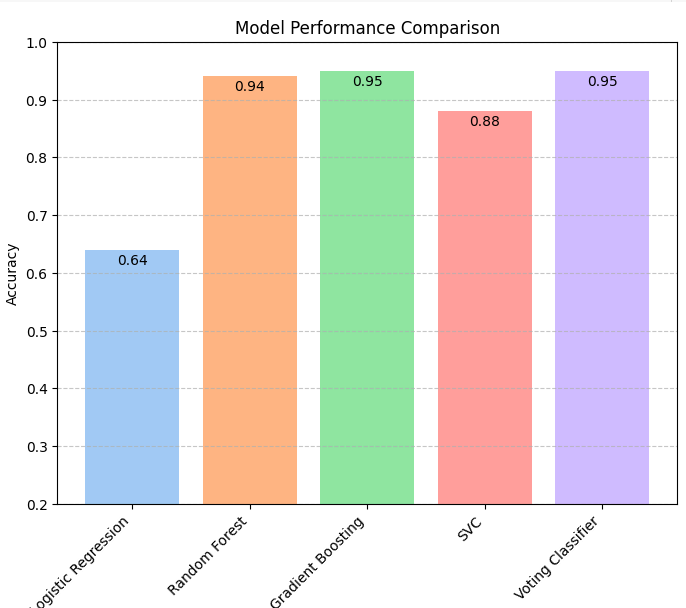 Model Performance Comparison
1.0
0.9
0.8
0.7
0.6
0.5
0.4
0.3
0.2
Accuracy
0.64
0.94
0.95
0.88
0.95
Logistic Regression
Random Forest
Gradient Boosting
SVC
Voting Classifier